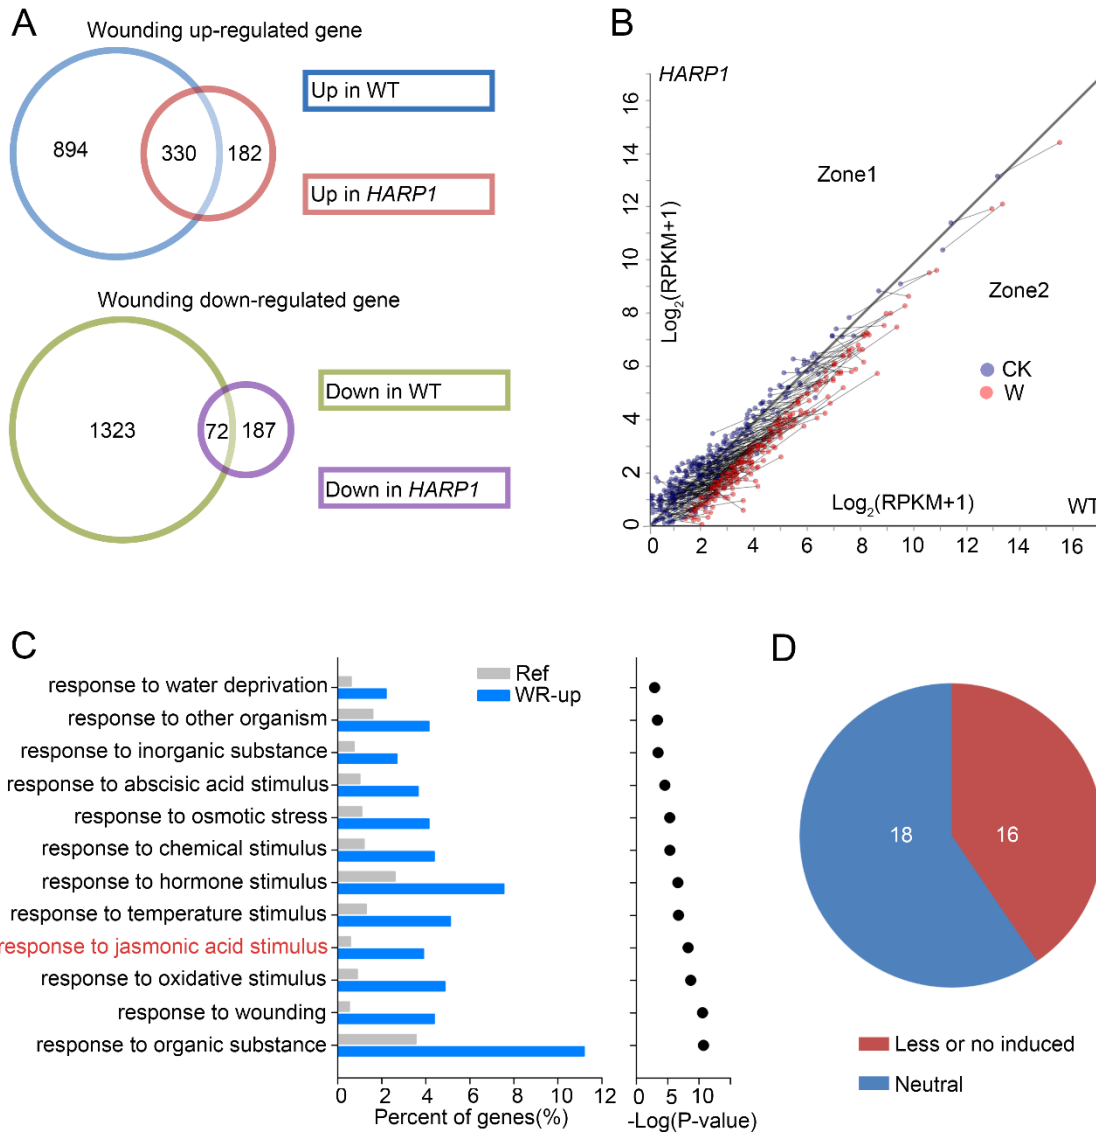 A
Wounding up-regulated gene
894
330
182
Up in WT
Up in HARP1
Wounding down-regulated gene
1323
72
187
Down in WT
Down in HARP1
B
HARP1
16
14
12
10
8
6
4
2
0
Log2(RPKM+1)
Zone1
Zone2
CK
W
Log2(RPKM+1)
WT
0 2 4 6 8 10 12 14 16
C
Ref
WR-up
response to water deprivation
response to other organism
response to inorganic substance
response to abscisic acid stimulus
response to osmotic stress
response to chemical stimulus
response to hormone stimulus
response to temperature stimulus
response to jasmonic acid stimulus
response to oxidative stimulus
response to wounding
response to organic substance
0 2 4 6 8 10 12
Percent of genes(%)
0 5 10
-Log(P-value)
D
18
16
Less or no induced
Neutral